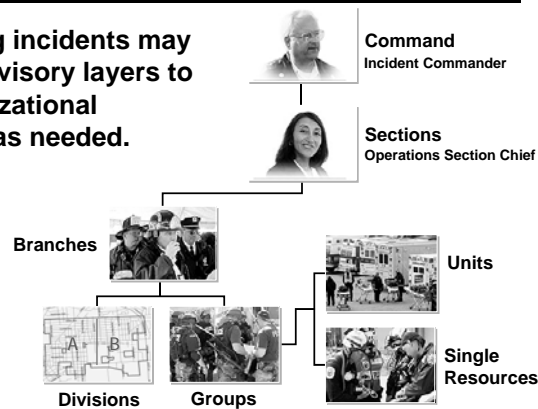 g incidents may
visory layers to
zational
as needed.
Command
Incident Commander
Sections
Operations Section Chief
Branches
Units
A B
Single
Resources
Divisions
Groups